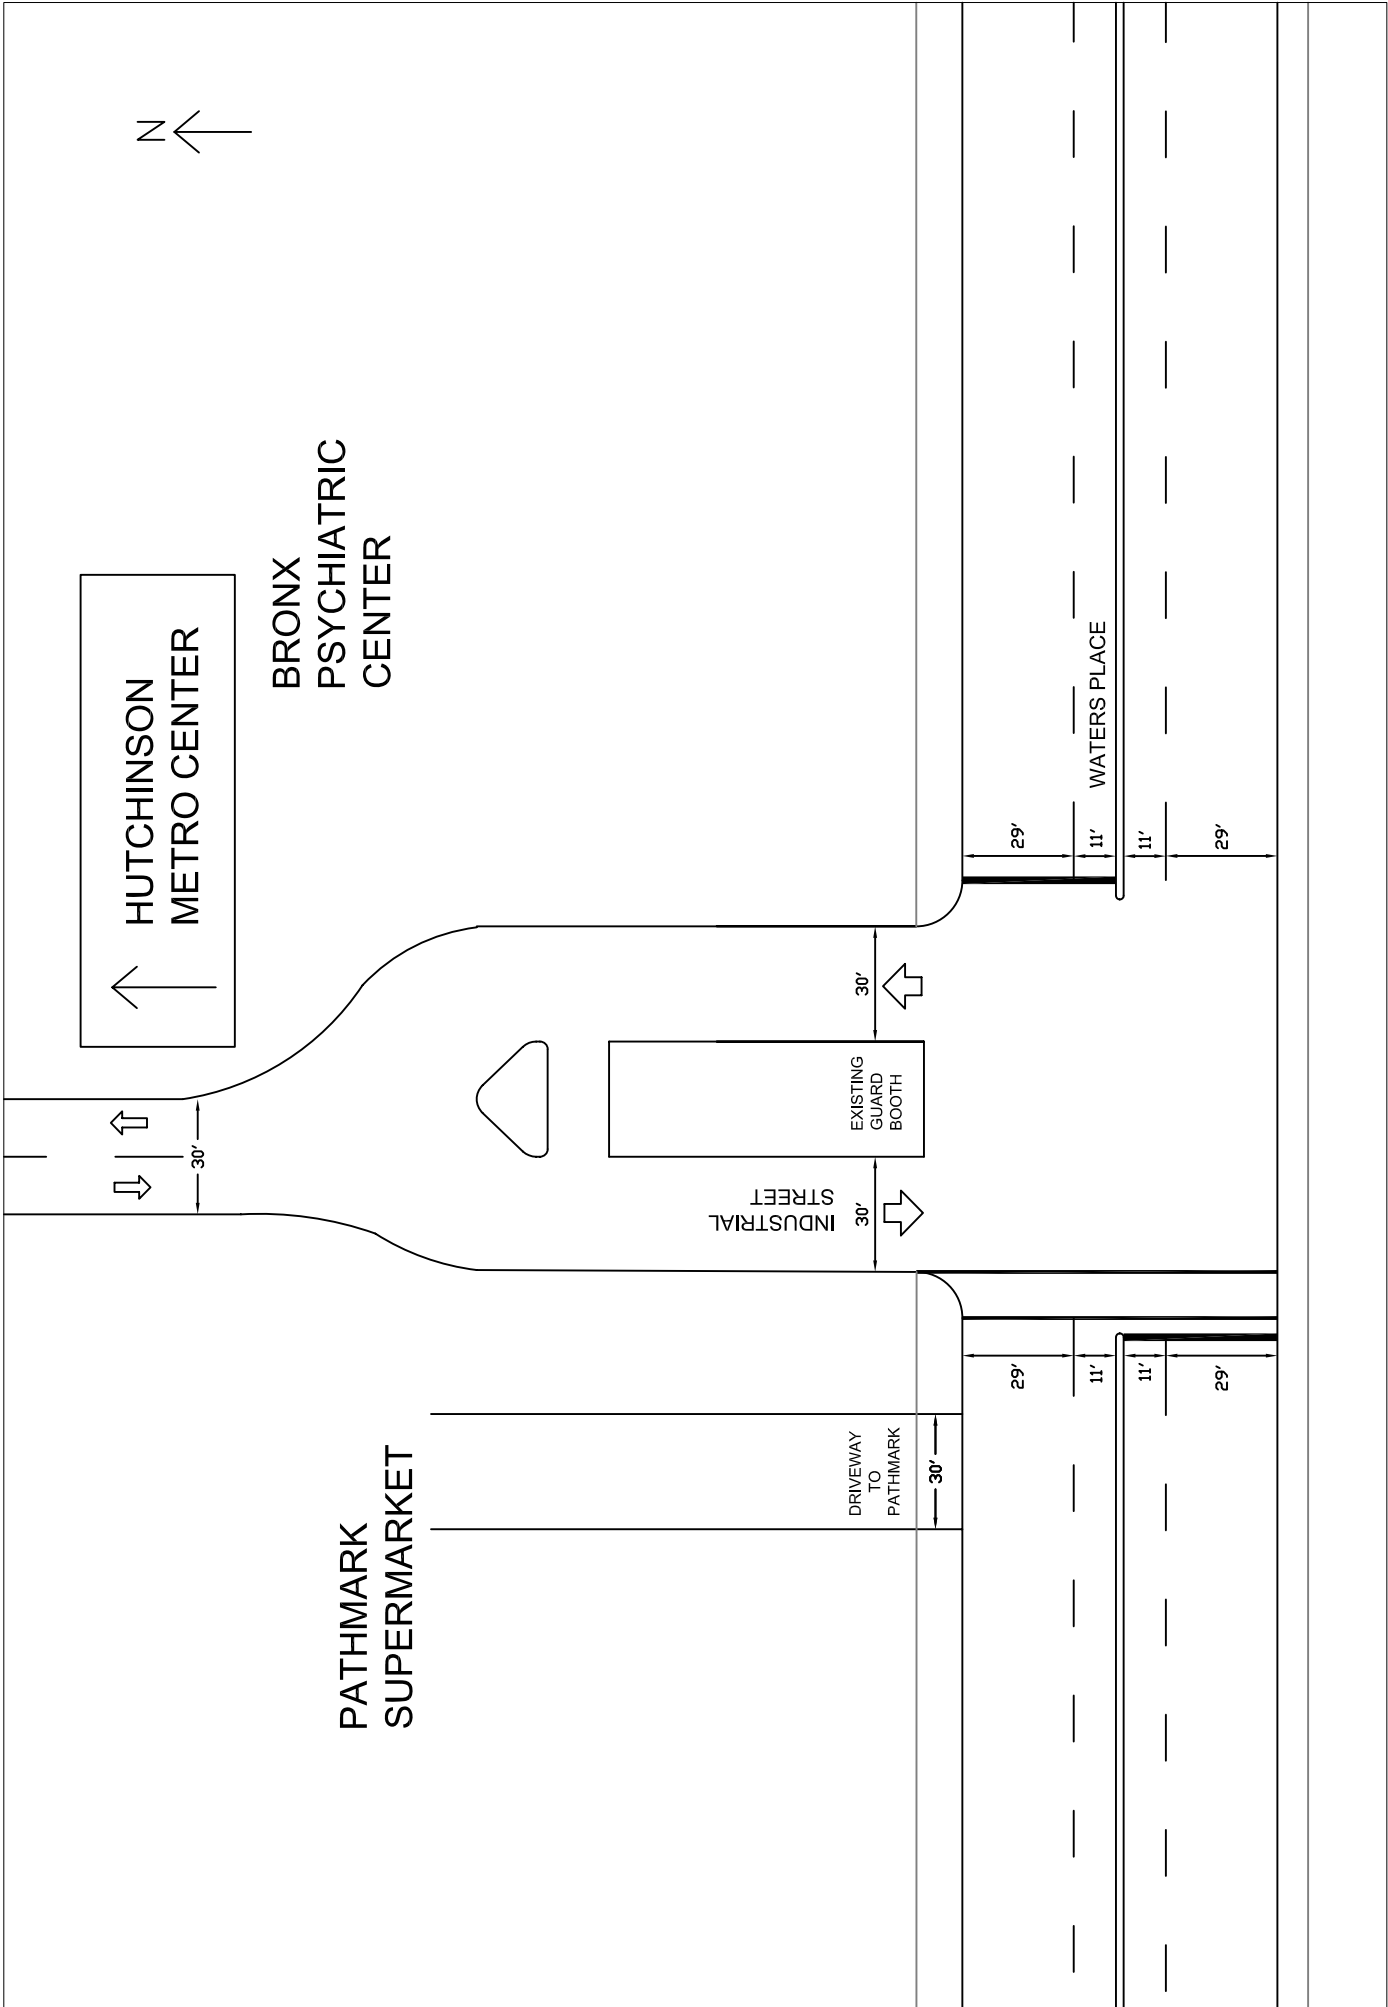 N
HUTCHINSON
METRO CENTER
BRONX
PSYCHIATRIC
CENTER
30'
PATHMARK
SUPERMARKET
INDUSTRIAL
STREET
30'
EXISTING
GUARD
BOOTH
30'
DRIVEWAY
TO
PATHMARK
30'
29'
11'
11'
29'
29'
11'
11'
29'
WATERS PLACE